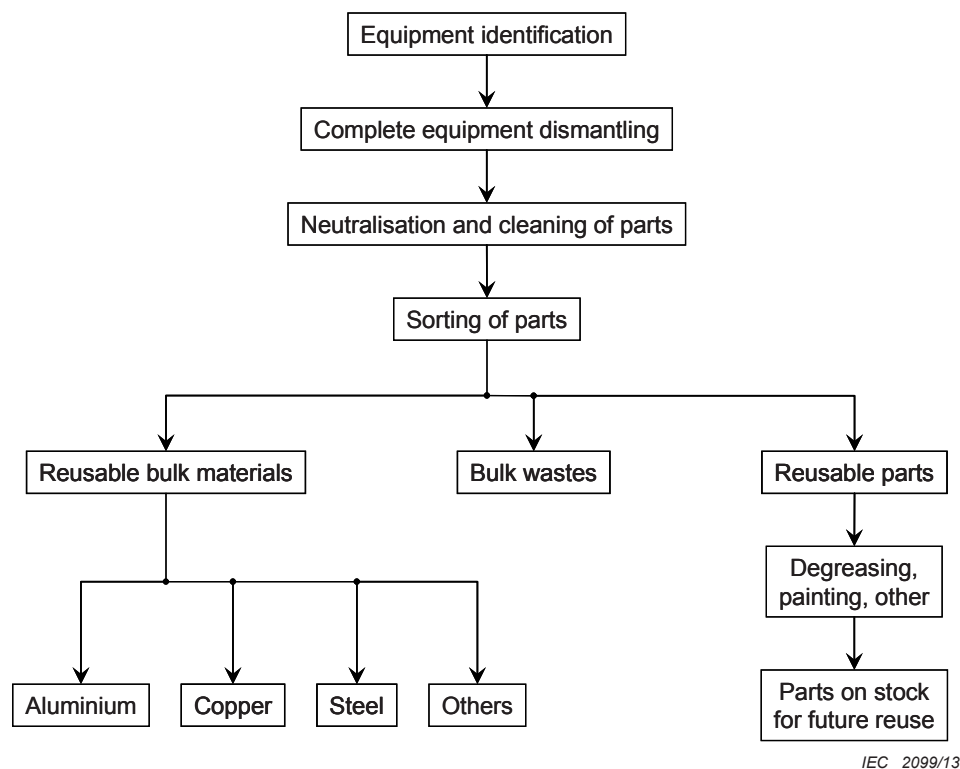 Equipment identification
Complete equipment dismantling
Neutralisation and cleaning of parts
Sorting of parts
Reusable bulk materials
Bulk wastes
Reusable parts
Degreasing,
painting, other
Aluminium
Copper
Steel
Others
Parts on stock
for future reuse
IEC 2099/13